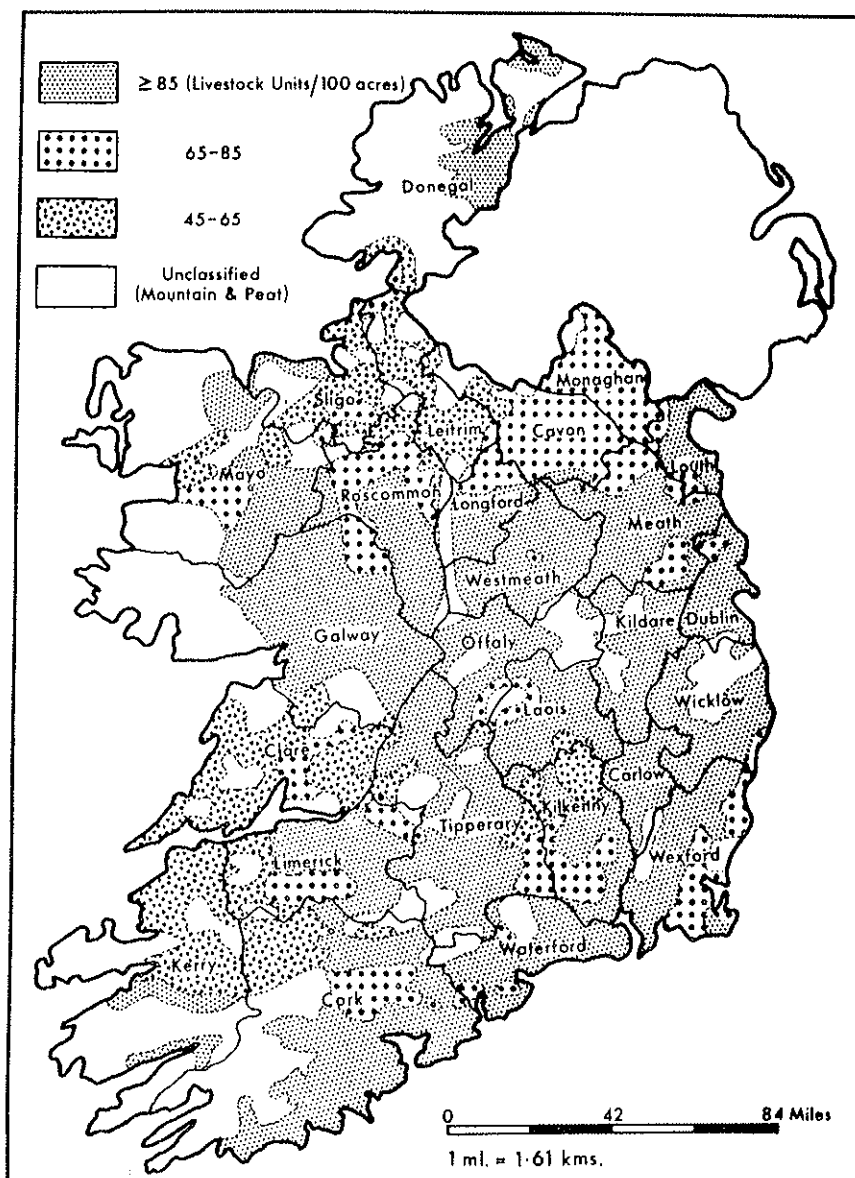 ≥ 85 (Livestock Units/100 acres)
65-85
45-65
Unclassified
(Mountain & Peat)
Donegal
Monaghan
Sligo
Leitrim
Cavan
Louth
Mayo
Roscommon
Longford
Meath
Westmeath
Galway
Offaly
Kildare
Dublin
Laois
Wicklow
Clare
Carlow
Kilkenny
Tipperary
Limerick
Wexford
Waterford
Kerry
Cork
0 42 84 Miles
1 ml. = 1·61 kms.